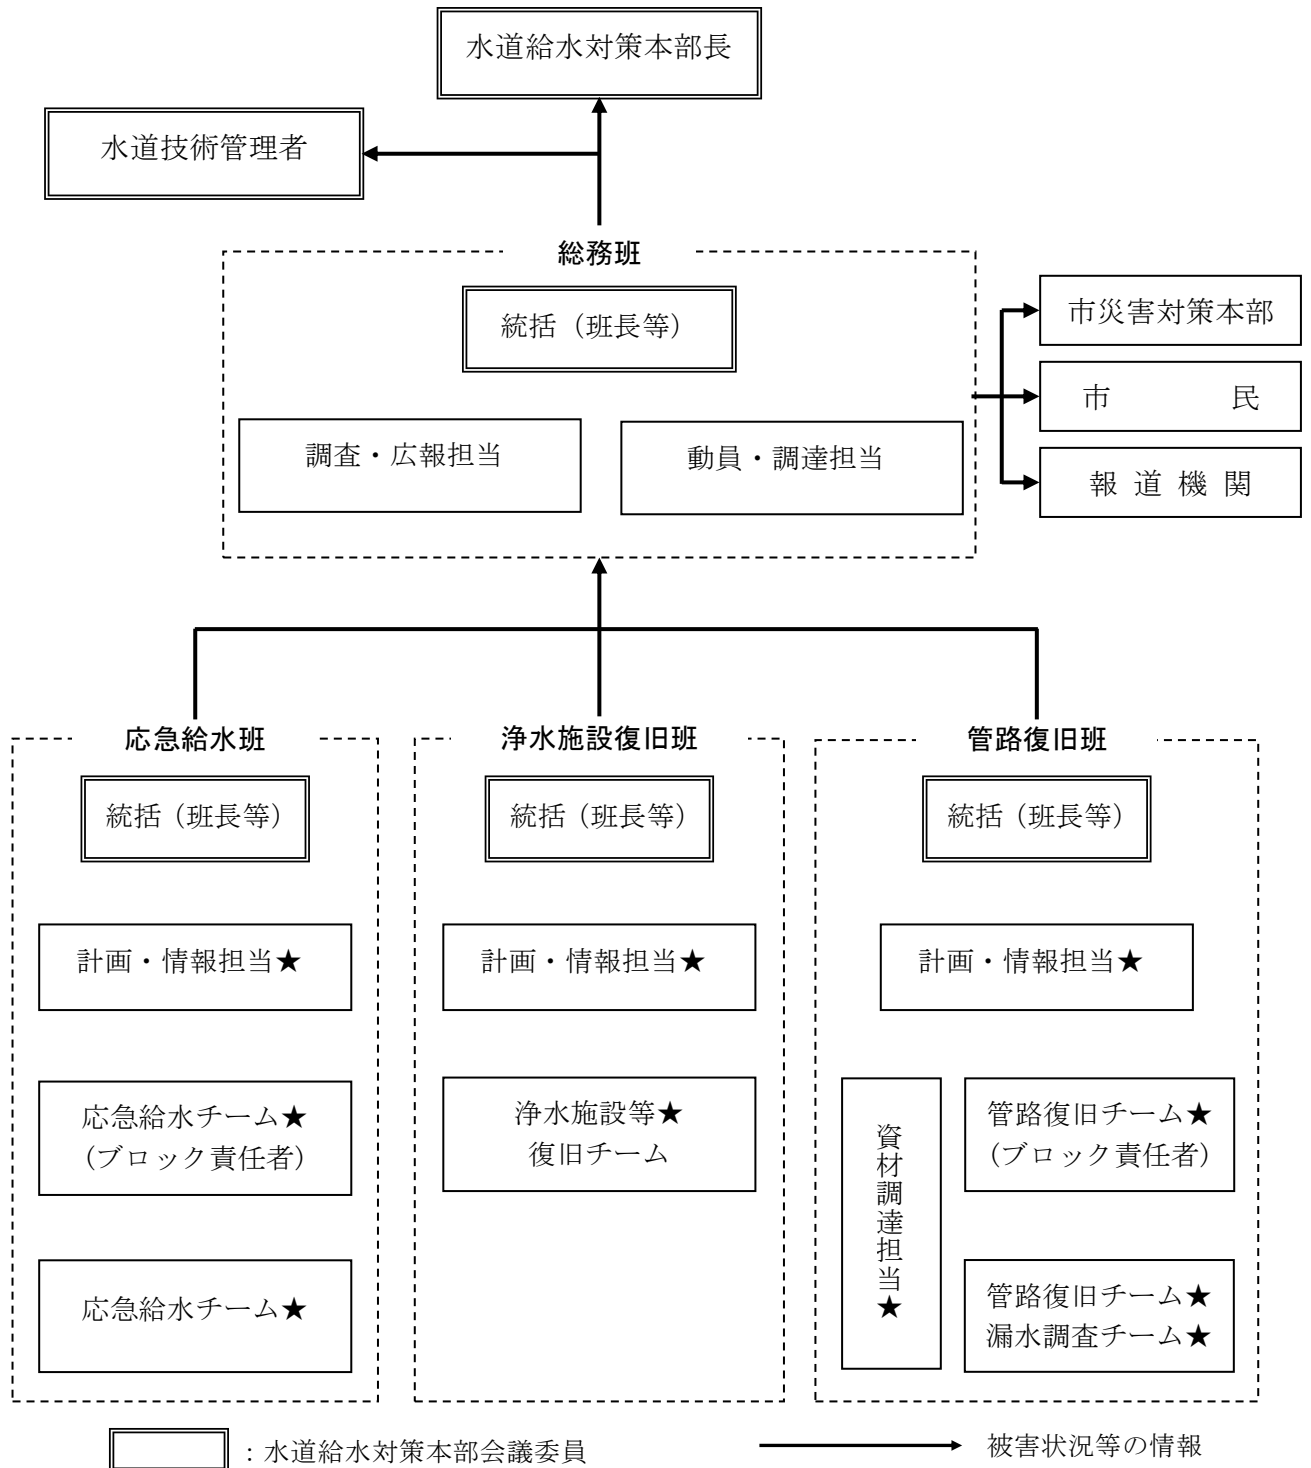 水道給水対策本部長
水道技術管理者
総務班
統括（班長等）
調査・広報担当
動員・調達担当
市災害対策本部
市　　　民
報 道 機 関
応急給水班
統括（班長等）
計画・情報担当★
応急給水チーム★
（ブロック責任者）
応急給水チーム★
浄水施設復旧班
統括（班長等）
計画・情報担当★
浄水施設等★
復旧チーム
管路復旧班
統括（班長等）
計画・情報担当★
資材調達担当★
管路復旧チーム★
（ブロック責任者）
管路復旧チーム★
漏水調査チーム★
：水道給水対策本部会議委員
被害状況等の情報